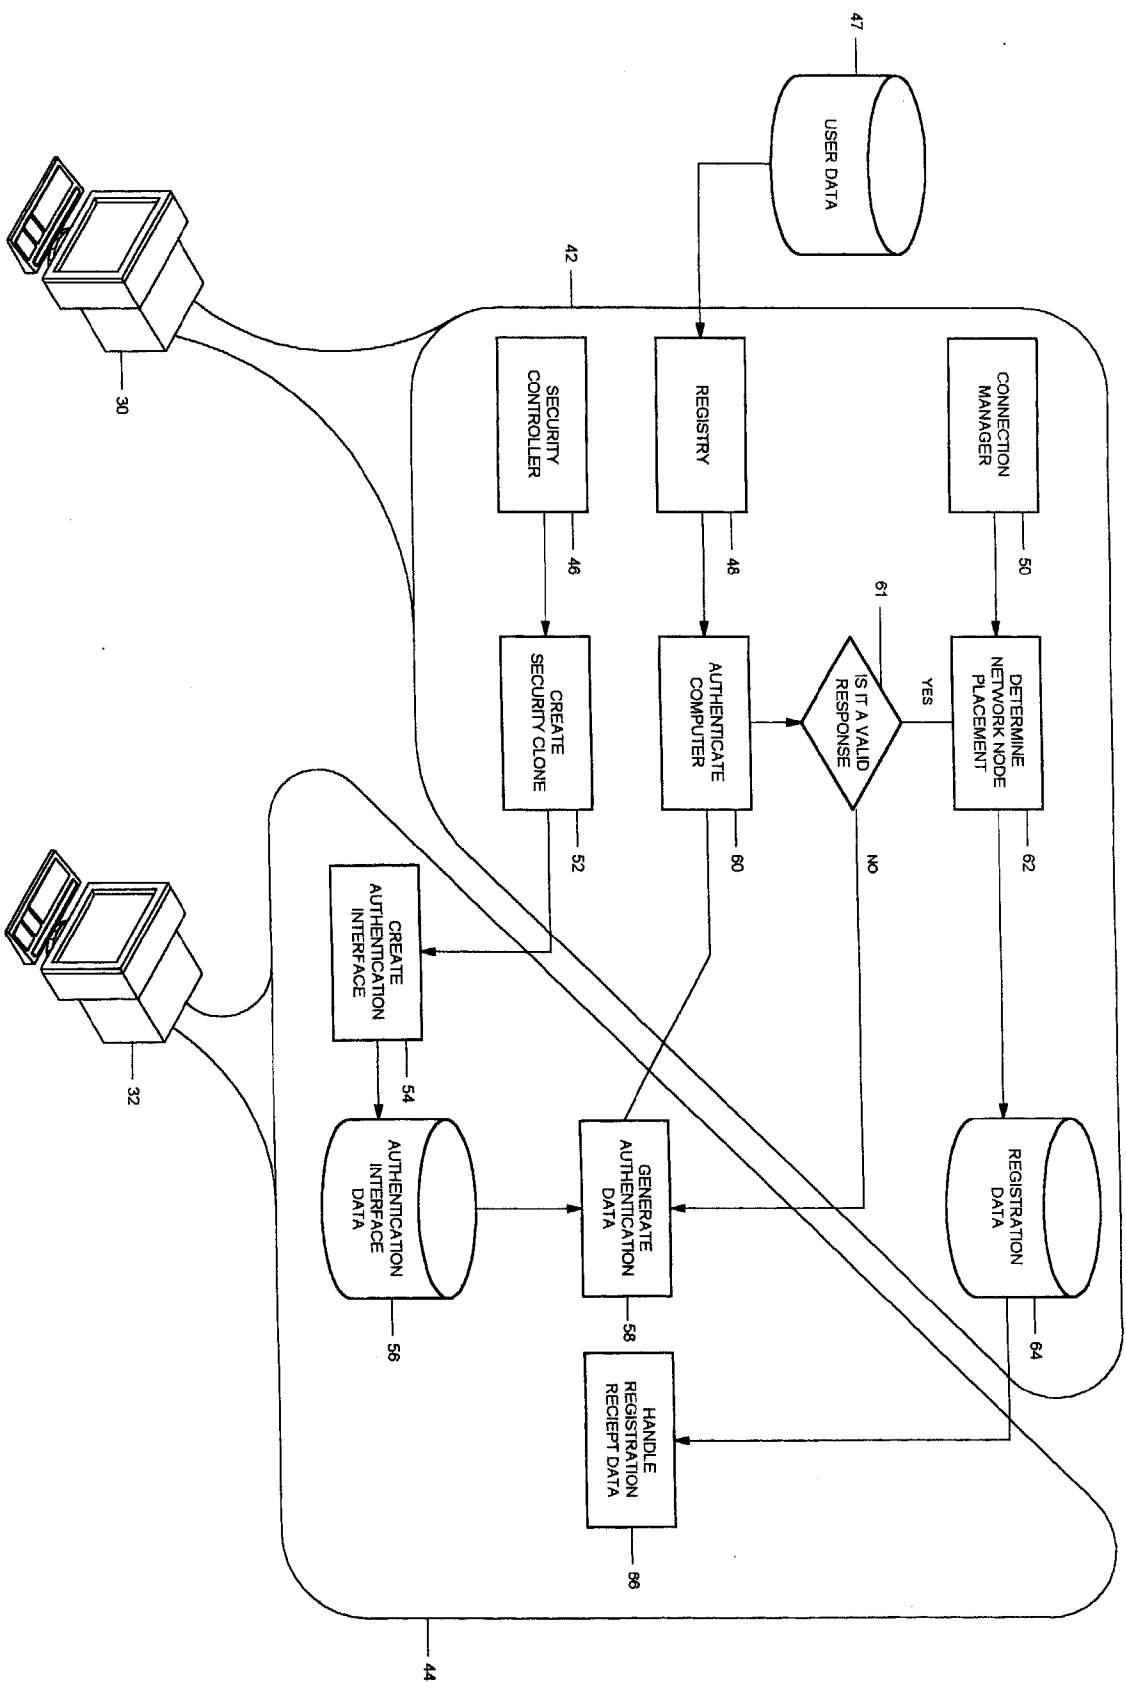 47
USER DATA
42
30
CONNECTION
MANAGER
50
REGISTRY
48
SECURITY
CONTROLLER
46
61
IS IT A VALID
RESPONSE
YES
NO
DETERMINE
NETWORK NODE
PLACEMENT
62
AUTHENTICATE
COMPUTER
60
CREATE
SECURITY CLONE
52
CREATE
AUTHENTICATION
INTERFACE
54
32
REGISTRATION
DATA
64
GENERATE
AUTHENTICATION
DATA
58
AUTHENTICATION
INTERFACE
DATA
56
HANDLE
REGISTRATION
RECIEPT DATA
66
44